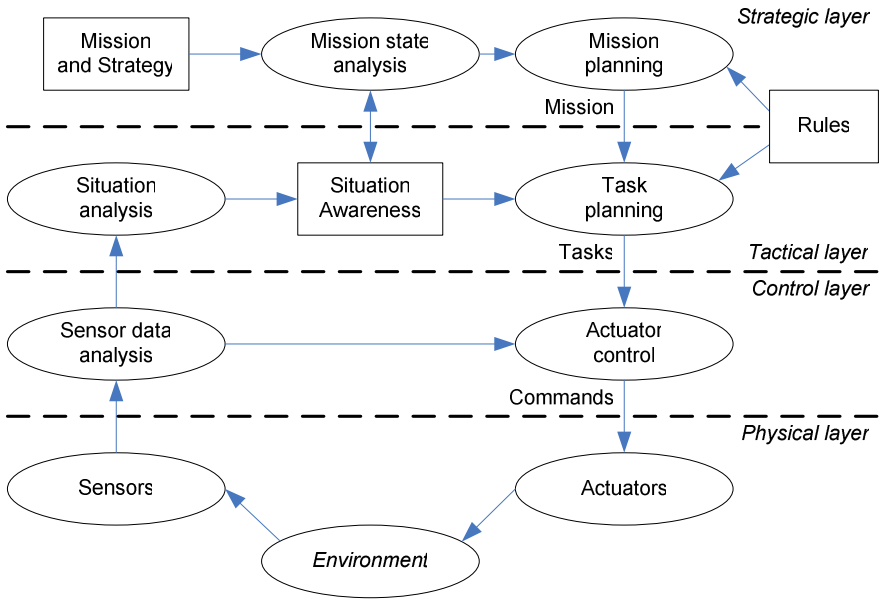 Strategic layer
Mission
and Strategy
Mission state
analysis
Mission
planning
Mission
Rules
Situation
analysis
Situation
Awareness
Task
planning
Tasks
Tactical layer
Control layer
Sensor data
analysis
Actuator
control
Commands
Physical layer
Sensors
Actuators
Environment